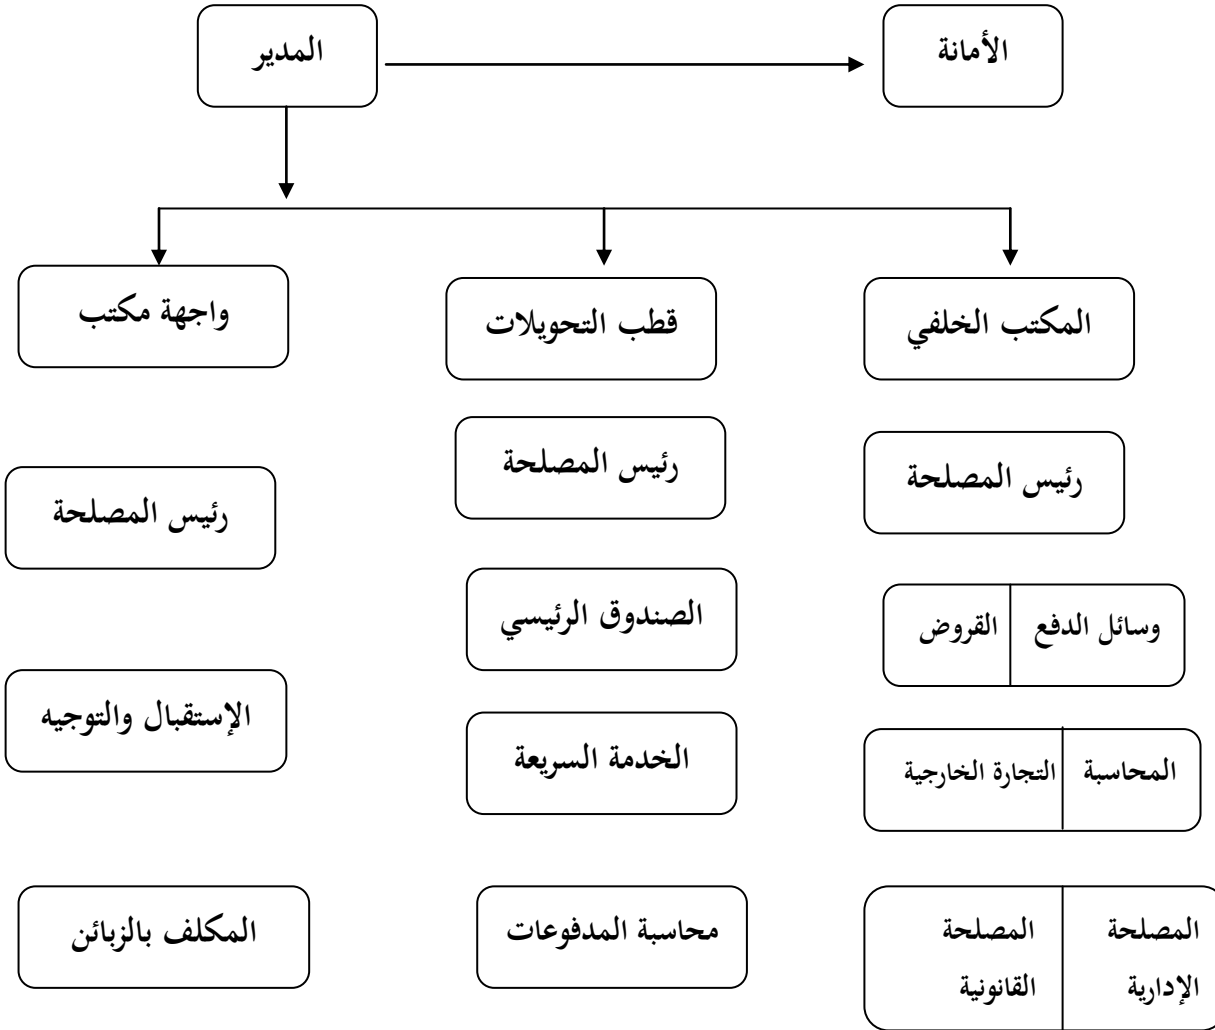 الأمانة
المدير
المكتب الخلفي
قطب التحويلات
واجهة مكتب
رئيس المصلحة
رئيس المصلحة
رئيس المصلحة
وسائل الدفع
القروض
الصندوق الرئيسي
الإستقبال والتوجيه
المحاسبة
التجارة الخارجية
الخدمة السريعة
المصلحة
الإدارية
المصلحة
القانونية
محاسبة المدفوعات
المكلف بالزبائن